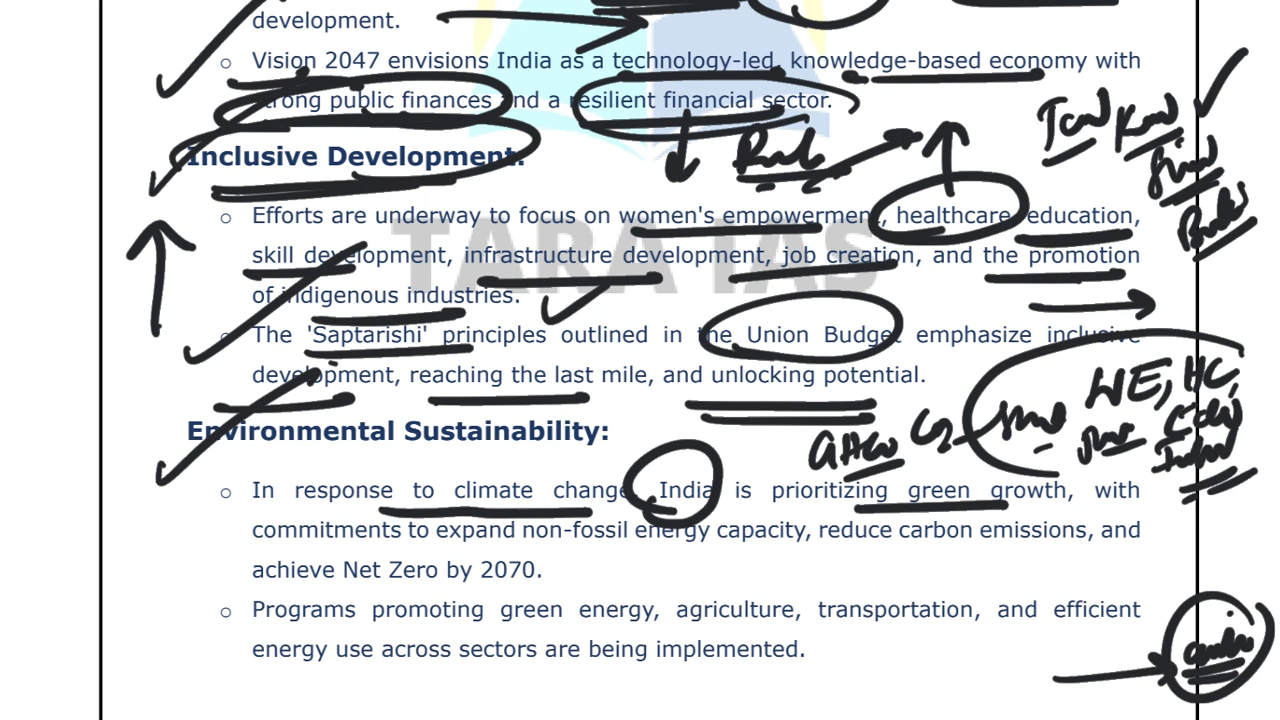 development.
○ Vision 2047 envisions India as a technology-led, knowledge-based economy with
strong public finances and a resilient financial sector.
Inclusive Development:
○ Efforts are underway to focus on women's empowerment, healthcare, education,
skill development, infrastructure development, job creation, and the promotion
of indigenous industries.
○ The 'Saptarishi' principles outlined in the Union Budget emphasize inclusive
development, reaching the last mile, and unlocking potential.
WE, HC,
Environmental Sustainability:
○ In response to climate change, India is prioritizing green growth, with
commitments to expand non-fossil energy capacity, reduce carbon emissions, and
achieve Net Zero by 2070.
○ Programs promoting green energy, agriculture, transportation, and efficient
energy use across sectors are being implemented.
TARA IAS